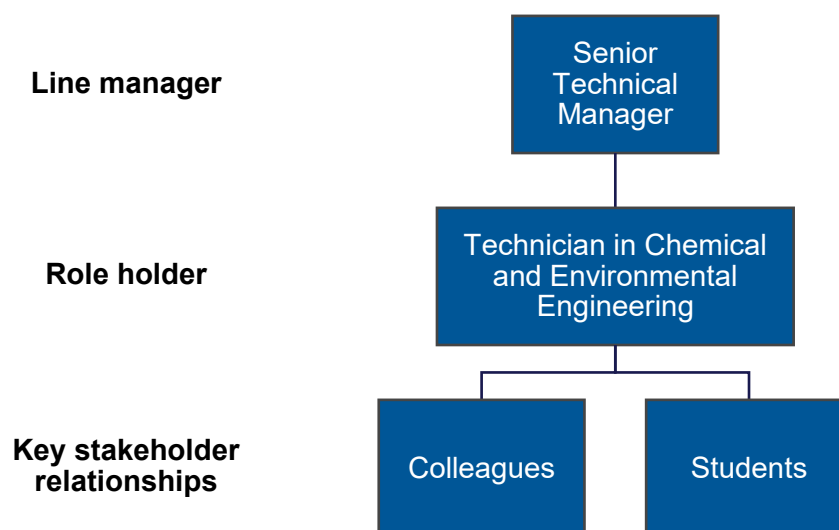 Line manager
Senior
Technical
Manager
Role holder
Technician in Chemical
and Environmental
Engineering
Key stakeholder
relationships
Colleagues
Students